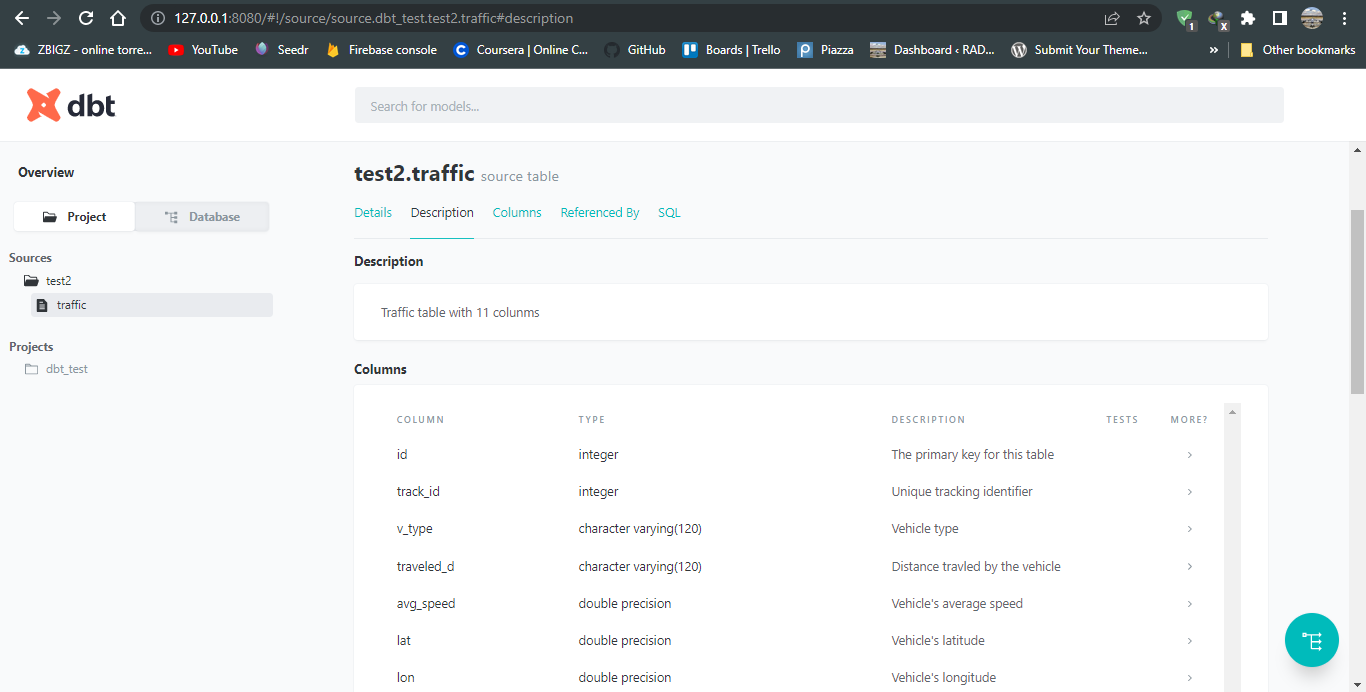 127.0.0.1:8080/#!/source/source.dbt_test.test2.traffic#description
1
x
ZBIGZ - online torre...
YouTube
Seedr
Firebase console
Coursera | Online C...
GitHub
Boards | Trello
Piazza
Dashboard ‹ RAD...
Submit Your Theme...
»
Other bookmarks
dbt
Search for models...
Overview
Project
Database
Sources
test2
traffic
Projects
dbt_test
test2.traffic source table
Details Description Columns Referenced By SQL
Description
Traffic table with 11 colunms
Columns
COLUMN TYPE DESCRIPTION TESTS MORE?
id integer The primary key for this table
track_id integer Unique tracking identifier
v_type character varying(120) Vehicle type
traveled_d character varying(120) Distance travled by the vehicle
avg_speed double precision Vehicle's average speed
lat double precision Vehicle's latitude
lon double precision Vehicle's longitude